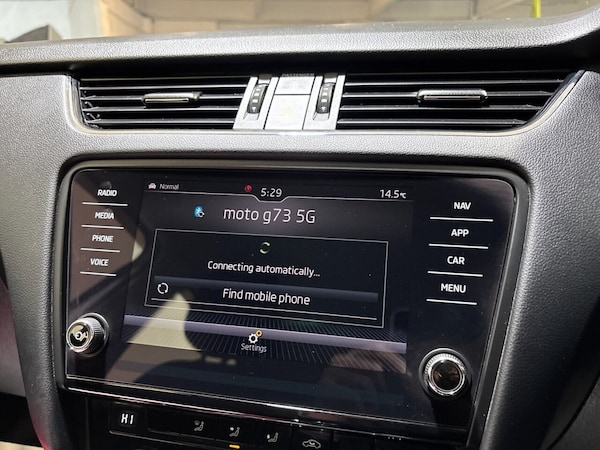 Normal
5:29
14.5°C
RADIO
MEDIA
PHONE
VOICE
moto g73 5G
Connecting automatically...
Find mobile phone
Settings
NAV
APP
CAR
MENU
HI